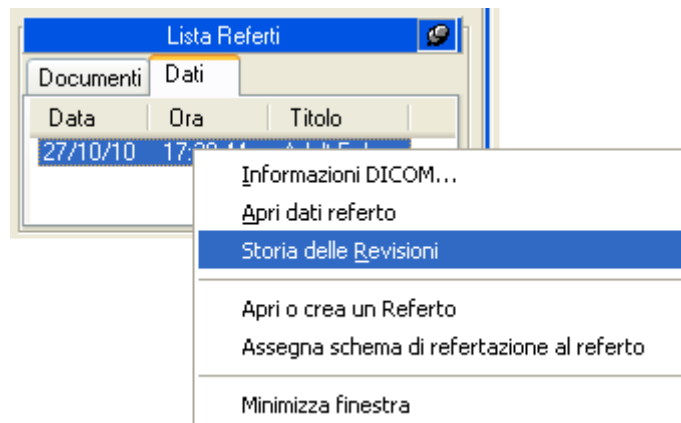 Lista Referti
Documenti Dati
Data Ora Titolo
27/10/10
Informazioni DICOM...
Apri dati referto
Storia delle Revisioni
Apri o crea un Referto
Assegna schema di refertazione al referto
Minimizza finestra